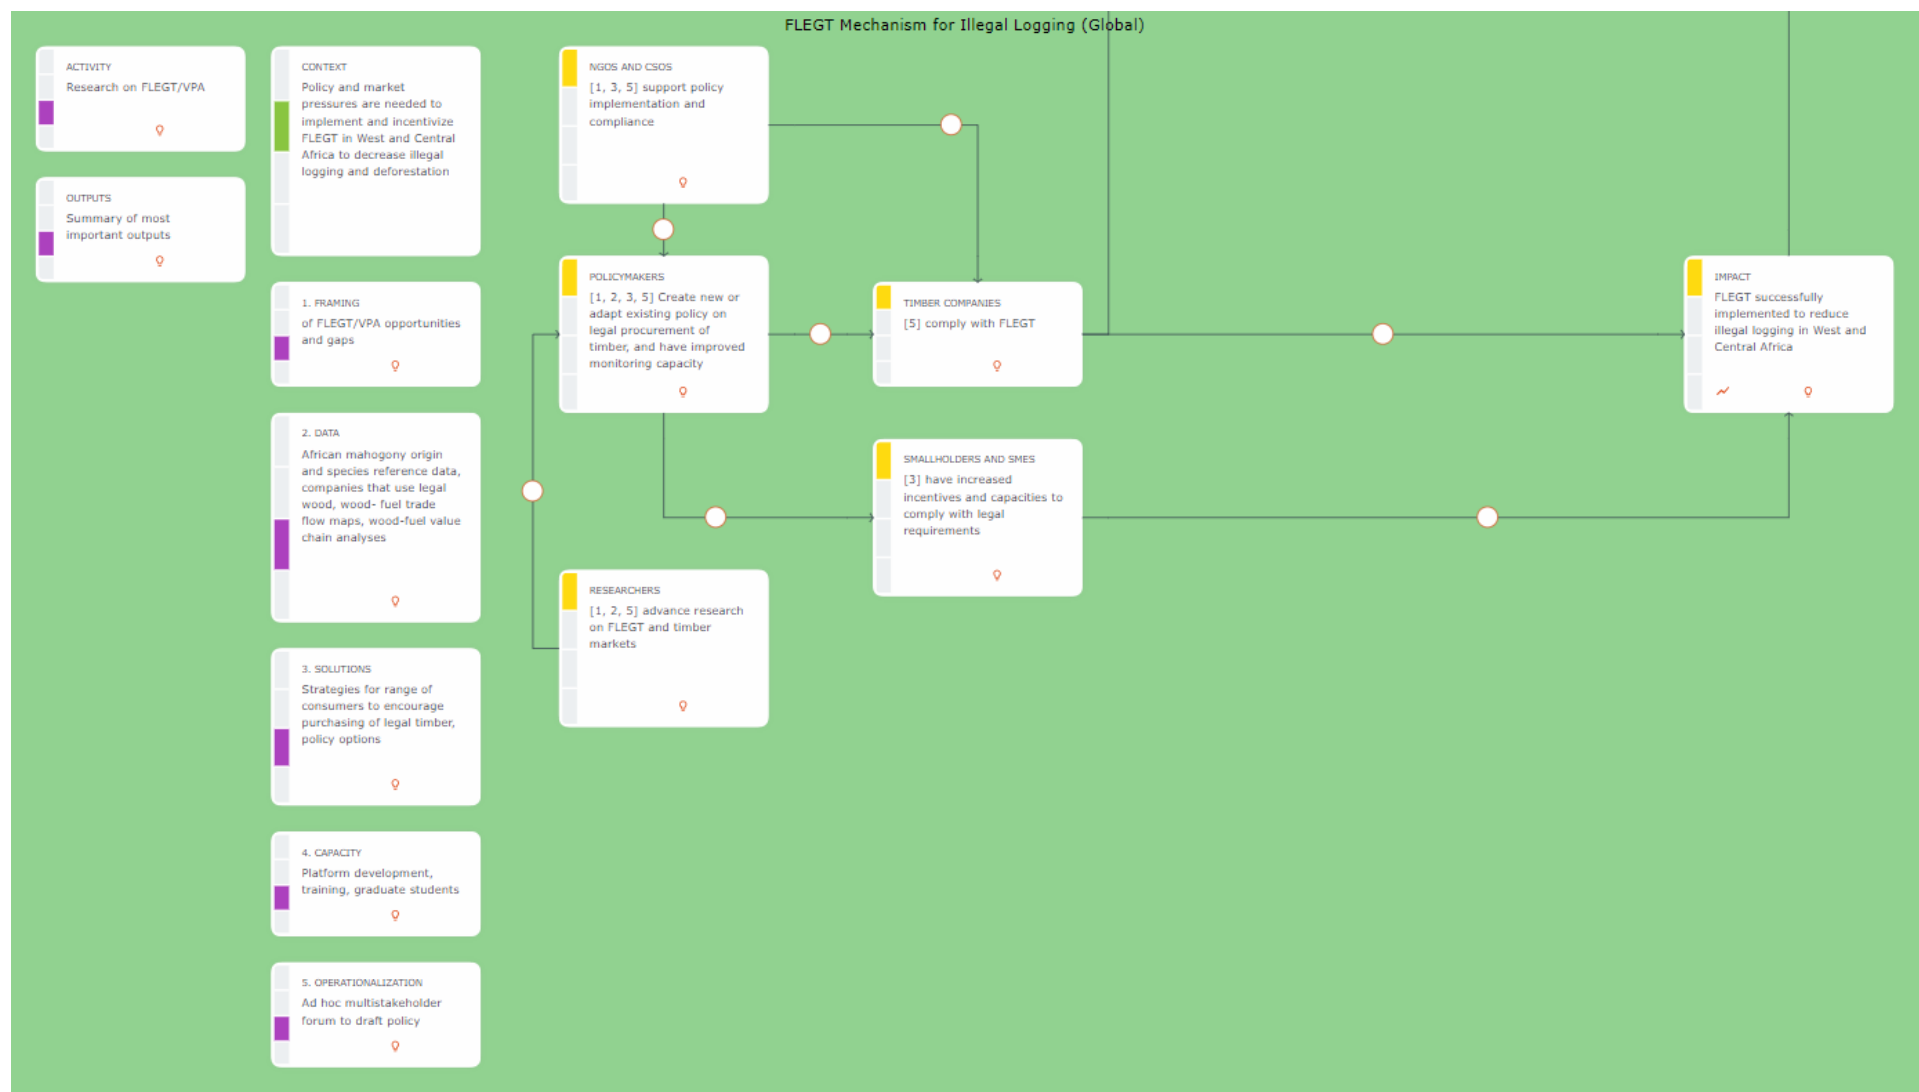 FLEGT Mechanism for Illegal Logging (Global)
ACTIVITY
Research on FLEGT/VPA
OUTPUTS
Summary of most
important outputs
CONTEXT
Policy and market
pressures are needed to
implement and incentivize
FLEGT in West and Central
Africa to decrease illegal
logging and deforestation
1. FRAMING
of FLEGT/VPA opportunities
and gaps
2. DATA
African mahogony origin
and species reference data,
companies that use legal
wood, wood- fuel trade
flow maps, wood-fuel value
chain analyses
3. SOLUTIONS
Strategies for range of
consumers to encourage
purchasing of legal timber,
policy options
4. CAPACITY
Platform development,
training, graduate students
5. OPERATIONALIZATION
Ad hoc multistakeholder
forum to draft policy
NGOS AND CSOS
[1, 3, 5] support policy
implementation and
compliance
POLICYMAKERS
[1, 2, 3, 5] Create new or
adapt existing policy on
legal procurement of
timber, and have improved
monitoring capacity
RESEARCHERS
[1, 2, 5] advance research
on FLEGT and timber
markets
TIMBER COMPANIES
[5] comply with FLEGT
SMALLHOLDERS AND SMES
[3] have increased
incentives and capacities to
comply with legal
requirements
IMPACT
FLEGT successfully
implemented to reduce
illegal logging in West and
Central Africa